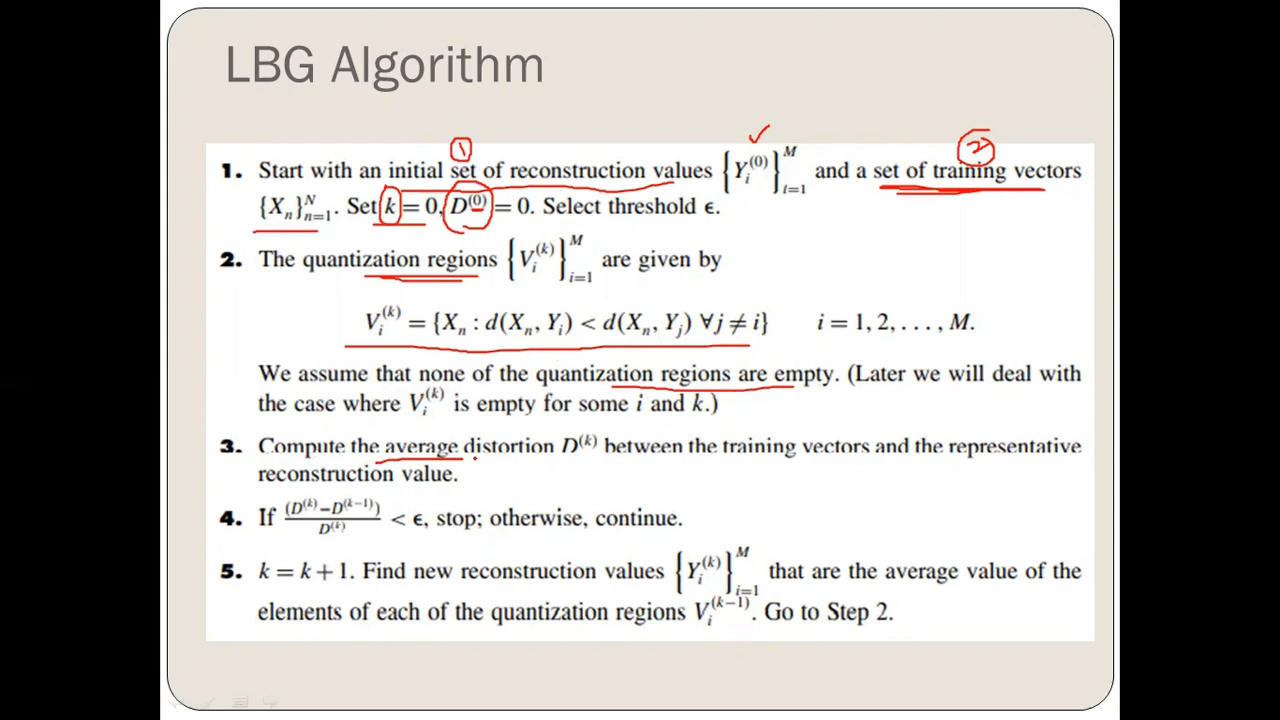 LBG Algorithm
① ✓ ②
1. Start with an initial set of reconstruction values {Y_i^(0)}_{i=1}^M and a set of training vectors
{X_n}_{n=1}^N. Set k = 0, D^(0) = 0. Select threshold ϵ.
2. The quantization regions {V_i^(k)}_{i=1}^M are given by
V_i^(k) = {X_n : d(X_n, Y_i) < d(X_n, Y_j) ∀j ≠ i} i = 1, 2, . . . , M.
We assume that none of the quantization regions are empty. (Later we will deal with
the case where V_i^(k) is empty for some i and k.)
3. Compute the average distortion D^(k) between the training vectors and the representative
reconstruction value.
4. If (D^(k)−D^(k−1))/D^(k) < ϵ, stop; otherwise, continue.
5. k = k + 1. Find new reconstruction values {Y_i^(k)}_{i=1}^M that are the average value of the
elements of each of the quantization regions V_i^(k−1). Go to Step 2.